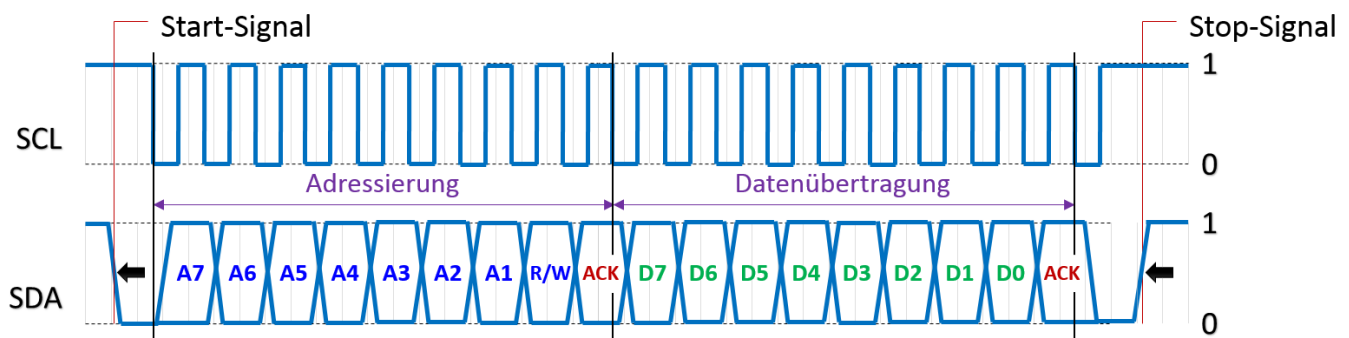 Start-Signal
Stop-Signal
1
SCL
0
Adressierung
Datenübertragung
1
A7 A6 A5 A4 A3 A2 A1 R/W ACK D7 D6 D5 D4 D3 D2 D1 D0 ACK
SDA
0